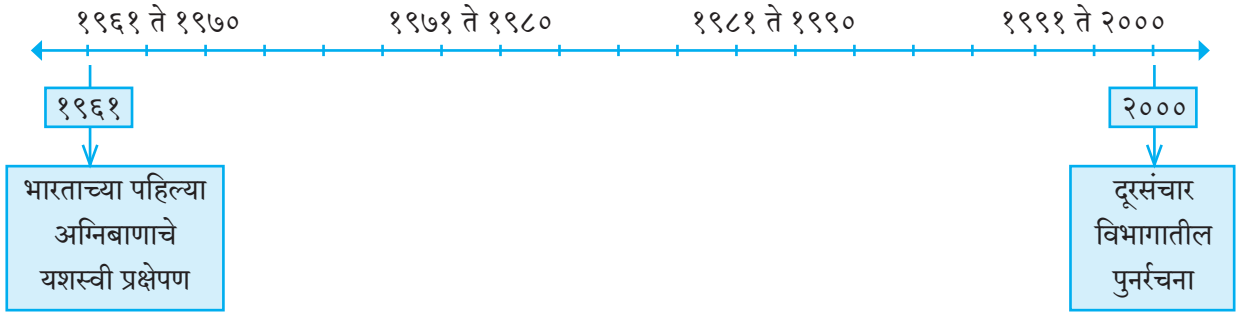 १९६१ ते १९७० १९७१ ते १९८० १९८१ ते १९९० १९९१ ते २०००
१९६१
२०००
भारताच्या पहिल्या
अग्निबाणाचे
यशस्वी प्रक्षेपण
दूरसंचार
विभागातील
पुनर्रचना